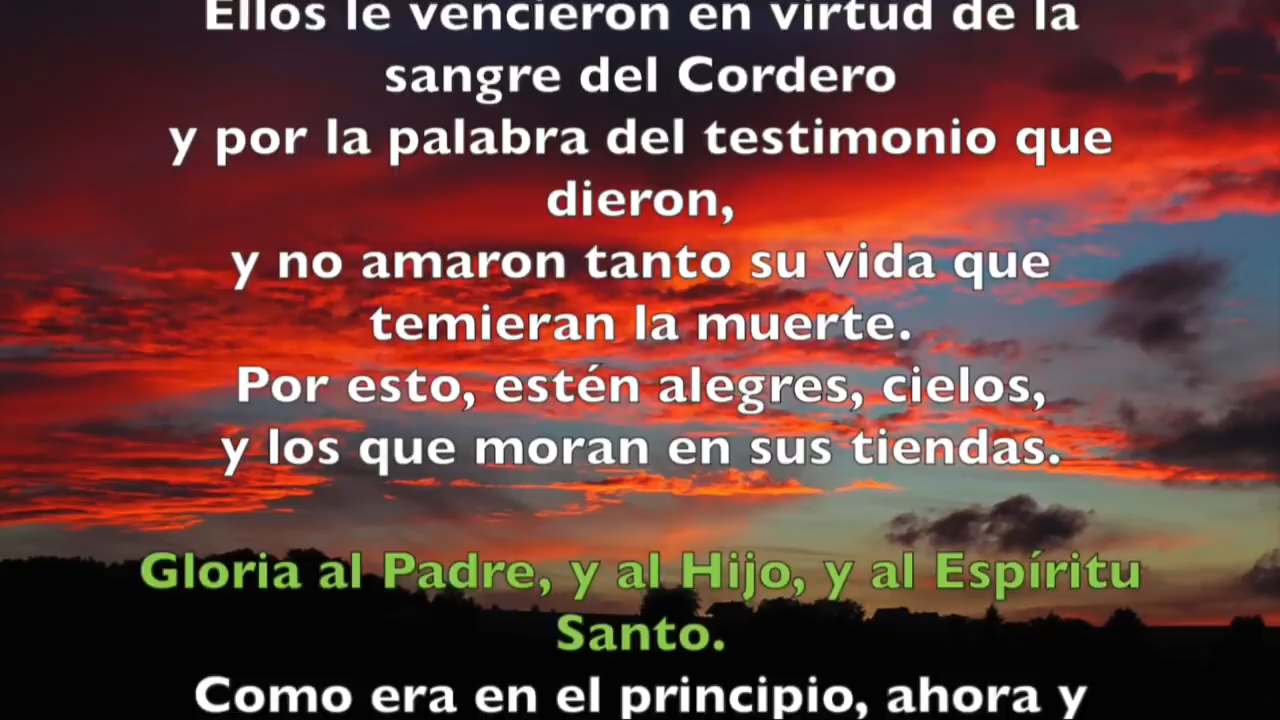 Ellos le vencieron en virtud de la
sangre del Cordero
y por la palabra del testimonio que
dieron,
y no amaron tanto su vida que
temieran la muerte.
Por esto, estén alegres, cielos,
y los que moran en sus tiendas.
Gloria al Padre, y al Hijo, y al Espíritu
Santo.
Como era en el principio, ahora y